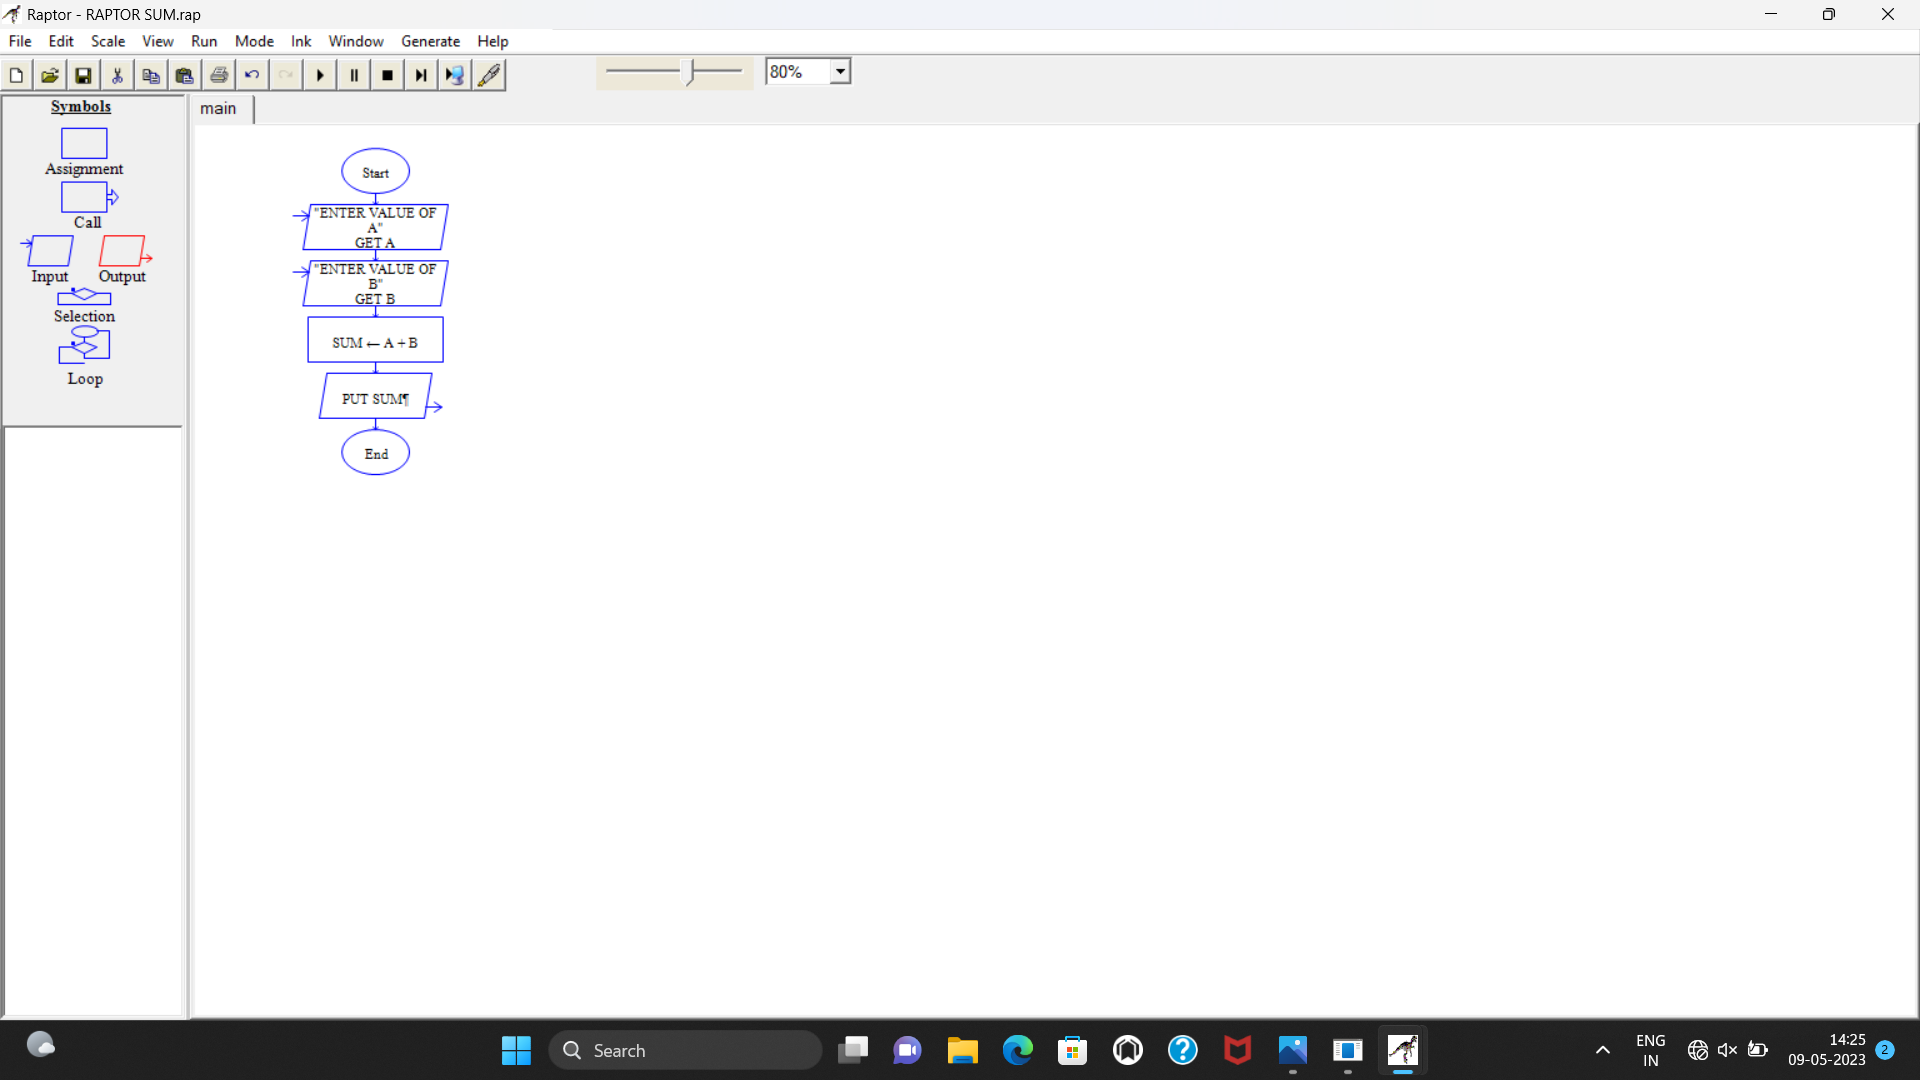 Raptor - RAPTOR SUM.rap
File Edit Scale View Run Mode Ink Window Generate Help
80%
Symbols
Assignment
Call
Input Output
Selection
Loop
main
Start
"ENTER VALUE OF
A"
GET A
"ENTER VALUE OF
B"
GET B
SUM ← A + B
PUT SUM¶
End
Search
ENG
IN
14:25
09-05-2023
2